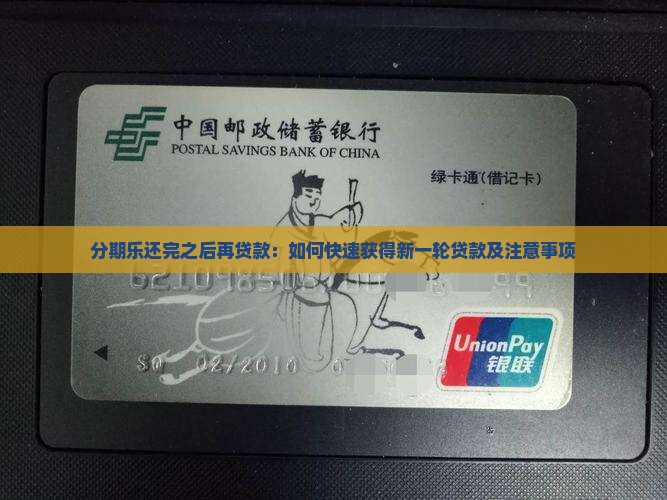 中国邮政储蓄银行
POSTAL SAVINGS BANK OF CHINA
绿卡通(借记卡)
分期乐还完之后再贷款：如何快速获得新一轮贷款及注意事项
UnionPay
银联
02/2010